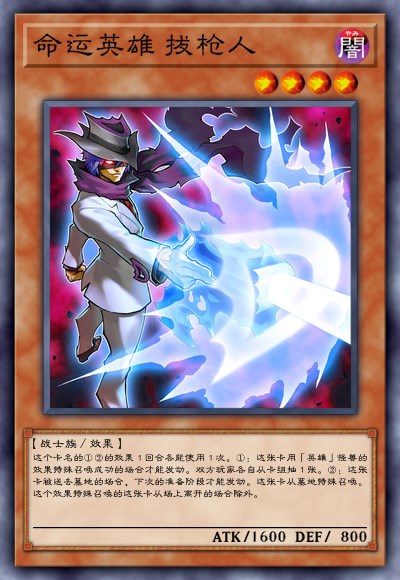 命运英雄 拔枪人
やみ
闇
【战士族／效果】
这个卡名的①②的效果1回合各能使用1次。①：这张卡用「英雄」怪兽的
效果特殊召唤成功的场合才能发动。双方玩家各自从卡组抽1张。②：这张
卡被送去墓地的场合，下次的准备阶段才能发动。这张卡从墓地特殊召唤。
这个效果特殊召唤的这张卡从场上离开的场合除外。
ATK/1600 DEF/ 800